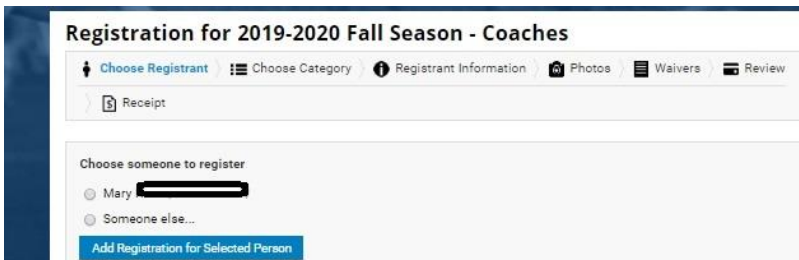 Registration for 2019-2020 Fall Season - Coaches
Choose Registrant Choose Category Registrant Information Photos Waivers Review
Receipt
Choose someone to register
Mary
Someone else...
Add Registration for Selected Person